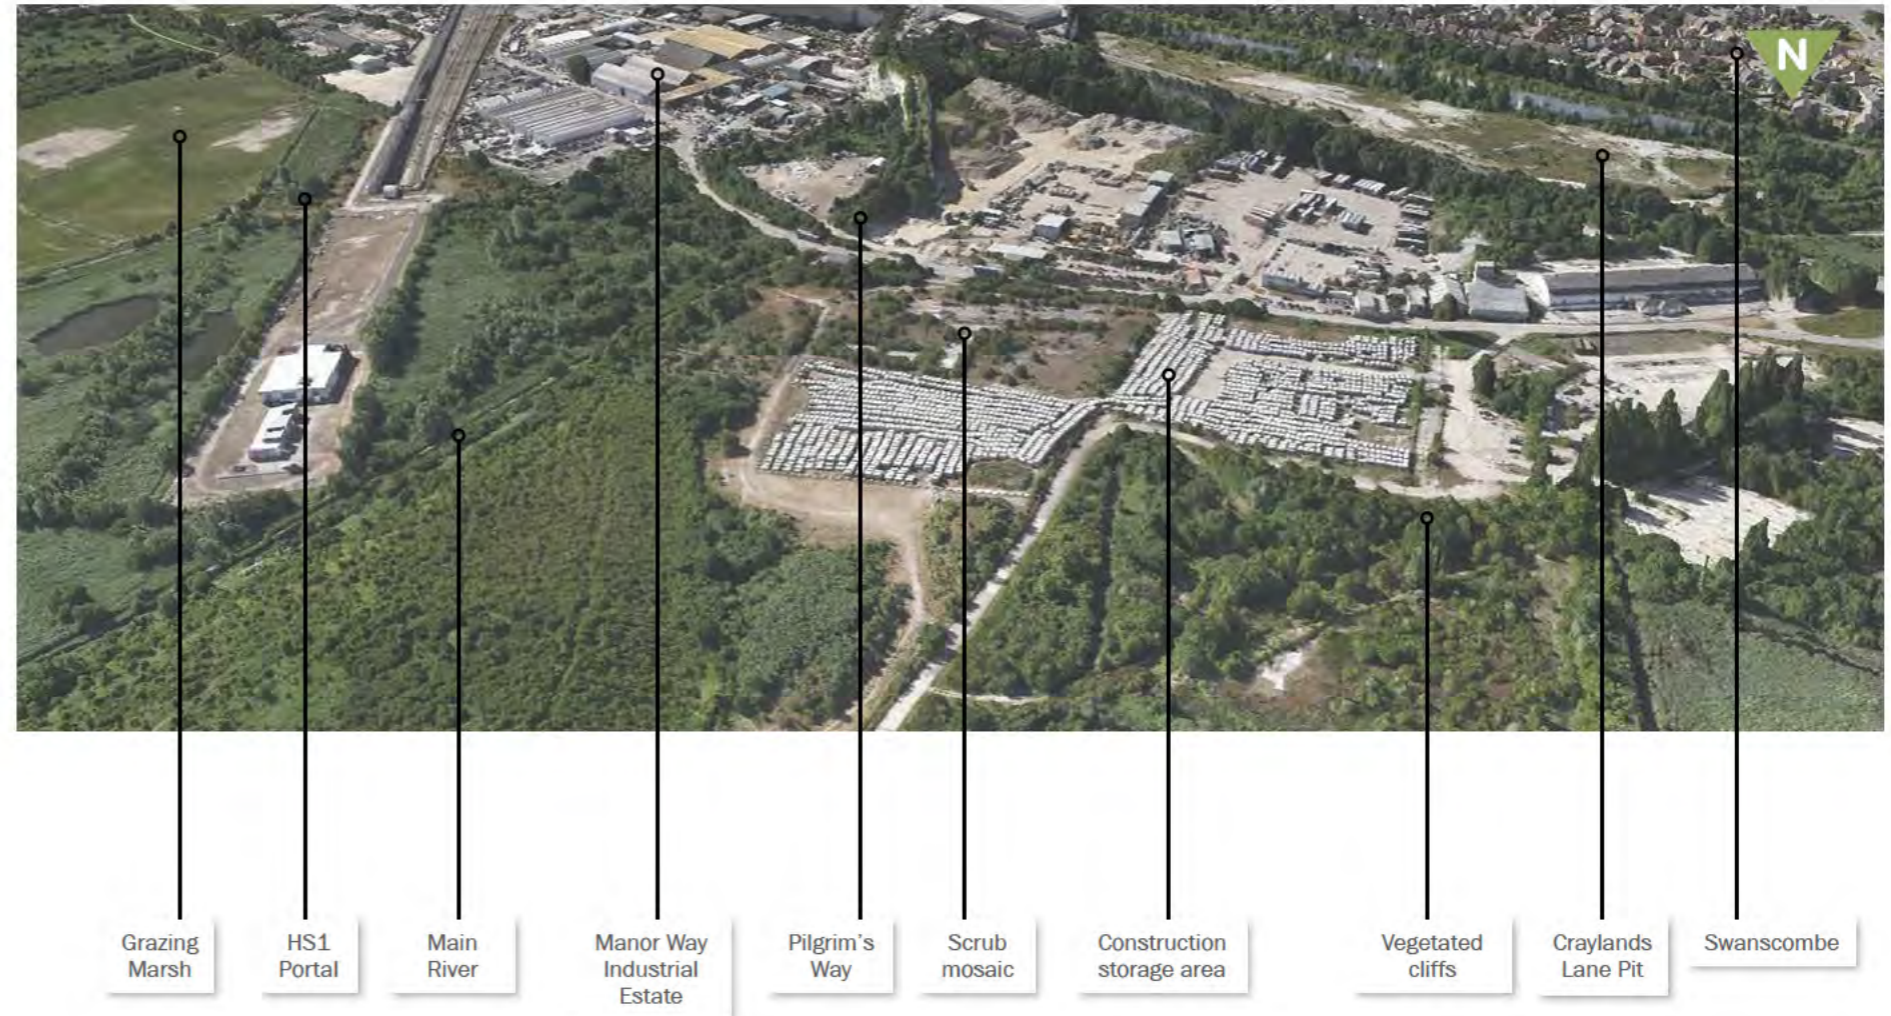 N
Grazing
Marsh
HS1
Portal
Main
River
Manor Way
Industrial
Estate
Pilgrim's
Way
Scrub
mosaic
Construction
storage area
Vegetated
cliffs
Craylands
Lane Pit
Swanscombe